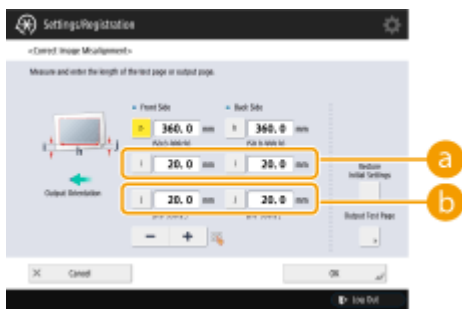 Settings/Registration
<Correct Image Misalignment>
Measure and enter the length of the test page or output page.
Front Side
Back Side
h 360.0 mm h 360.0 mm
i 20.0 mm i 20.0 mm
a
i h j
Restore
Initial Settings
Output Orientation
20.0 mm 20.0 mm
b
Output Test Page
− +
× Cancel
OK
Log Out